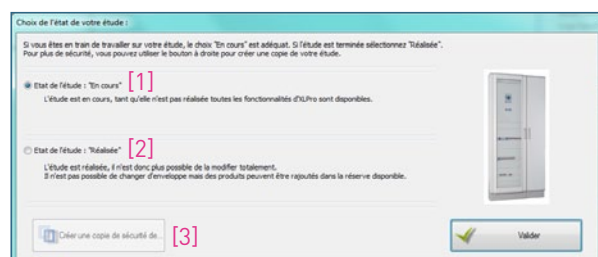 Choix de l'état de votre étude :
Si vous êtes en train de travailler sur votre étude, le choix "En cours" est adéquat. Si l'étude est terminée sélectionnez "Réalisée".
Pour plus de sécurité, vous pouvez utiliser le bouton à droite pour créer une copie de votre étude.
Etat de l'étude : "En cours" [1]
L'étude est en cours, tant qu'elle n'est pas réalisée toutes les fonctionnalités d'XLPro sont disponibles.
Etat de l'étude : "Réalisée" [2]
L'étude est réalisée, il n'est donc plus possible de la modifier totalement.
Il n'est pas possible de changer d'enveloppe mais des produits peuvent être rajoutés dans la réserve disponible.
Créer une copie de sécurité de... [3]
Valider